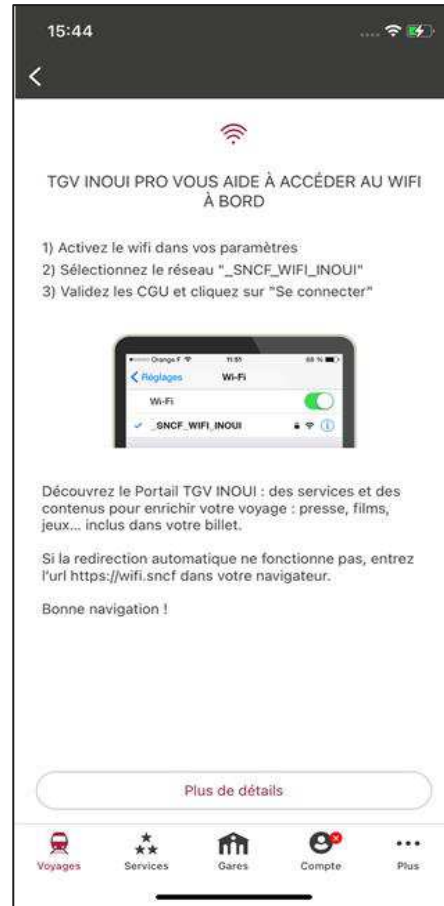 15:44
TGV INOUI PRO VOUS AIDE À ACCÉDER AU WIFI
À BORD
1) Activez le wifi dans vos paramètres
2) Sélectionnez le réseau "_SNCF_WIFI_INOUI"
3) Validez les CGU et cliquez sur "Se connecter"
Orange F 11:51 68 %
Réglages Wi-Fi
Wi-Fi
_SNCF_WIFI_INOUI
Découvrez le Portail TGV INOUI : des services et des
contenus pour enrichir votre voyage : presse, films,
jeux... inclus dans votre billet.
Si la redirection automatique ne fonctionne pas, entrez
l'url https://wifi.sncf dans votre navigateur.
Bonne navigation !
Plus de détails
Voyages Services Gares Compte Plus